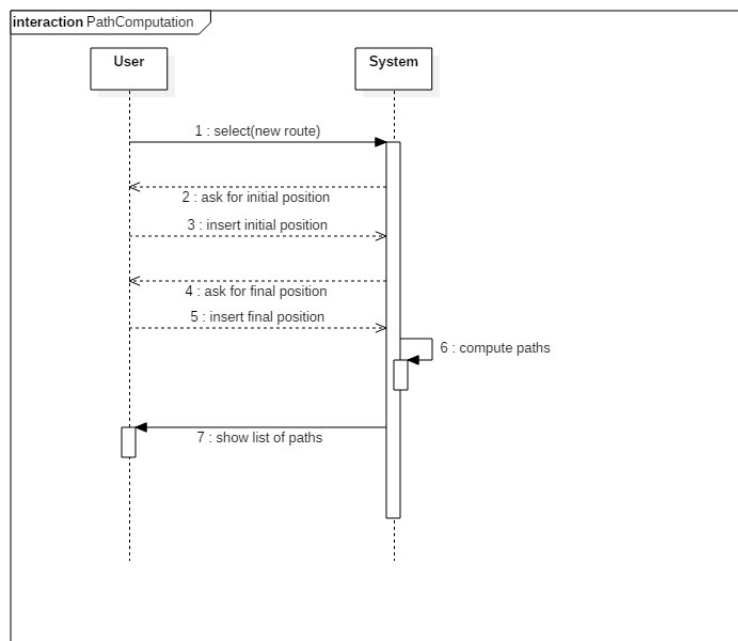 interaction PathComputation
User
System
1 : select(new route)
2 : ask for initial position
3 : insert initial position
4 : ask for final position
5 : insert final position
6 : compute paths
7 : show list of paths